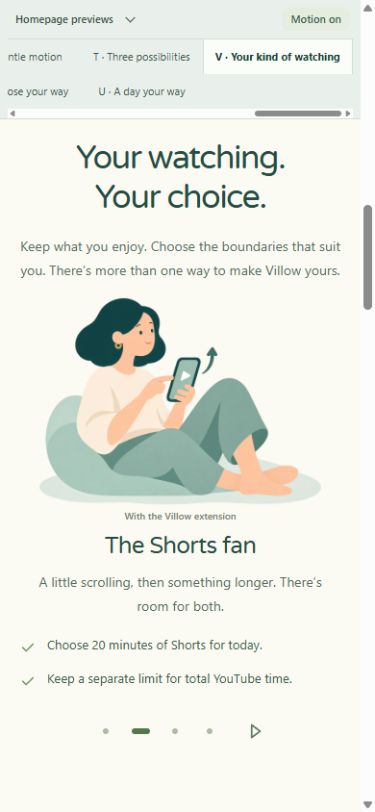 Homepage previews
Motion on
ntle motion
T · Three possibilities
V · Your kind of watching
ose your way
U · A day your way
Your watching.
Your choice.
Keep what you enjoy. Choose the boundaries that suit
you. There's more than one way to make Villow yours.
With the Villow extension
The Shorts fan
A little scrolling, then something longer. There's
room for both.
Choose 20 minutes of Shorts for today.
Keep a separate limit for total YouTube time.